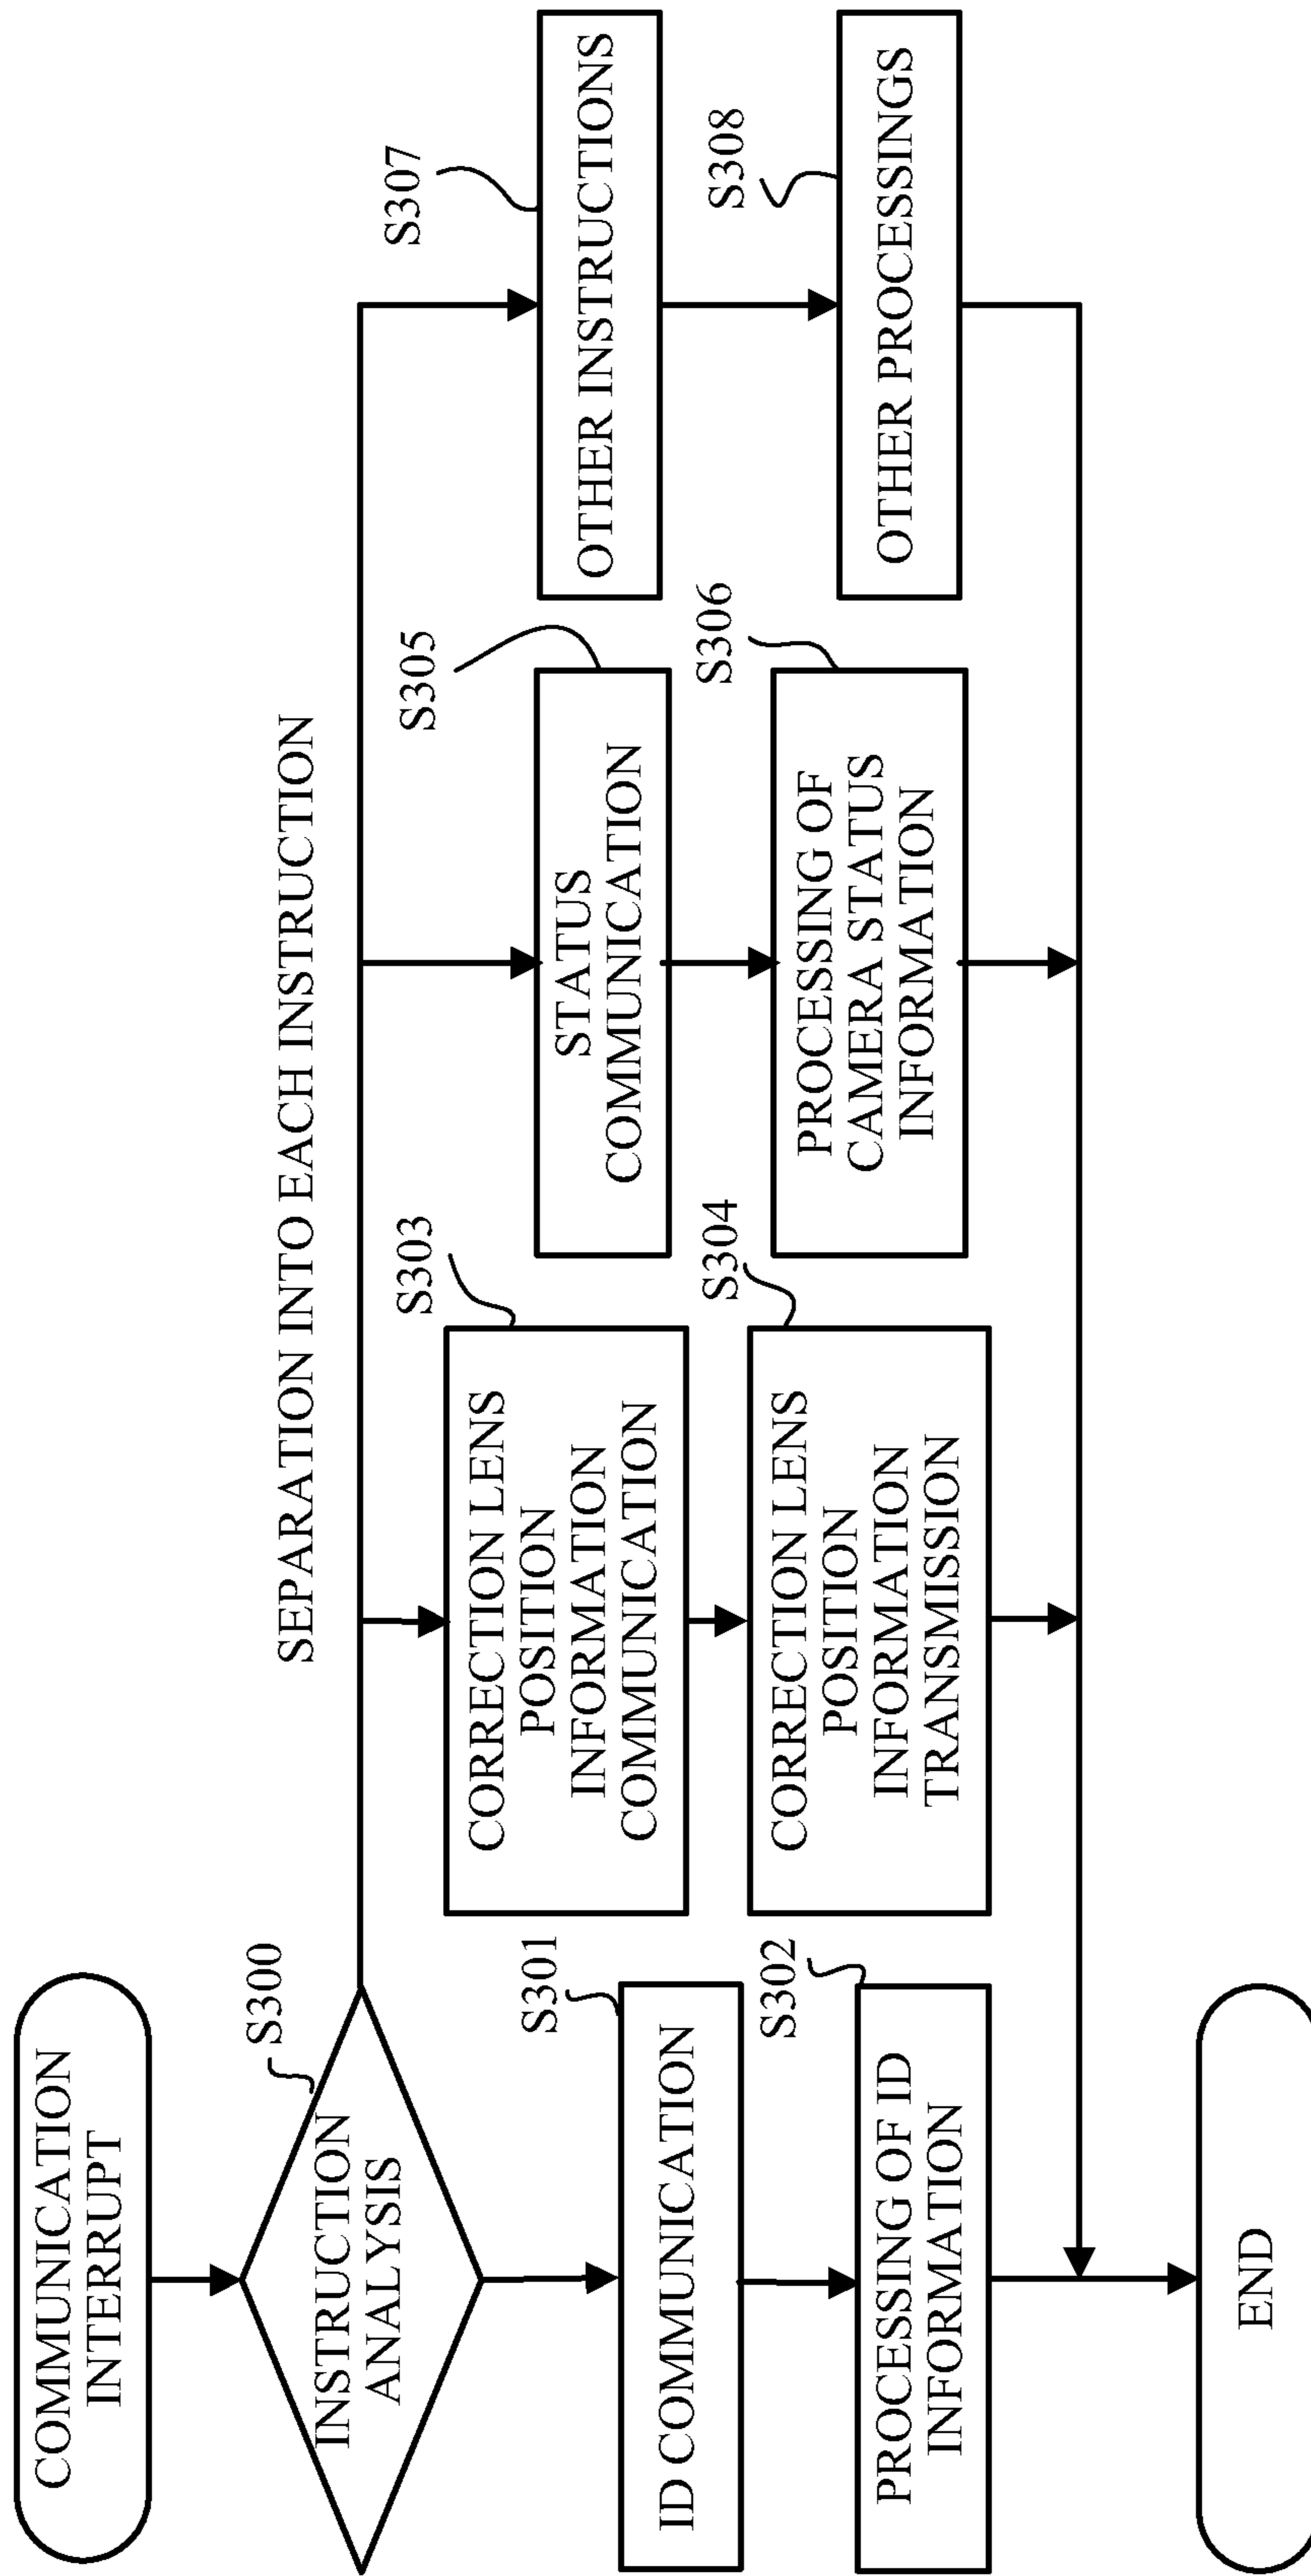 COMMUNICATION
INTERRUPT
S300
INSTRUCTION
ANALYSIS
SEPARATION INTO EACH INSTRUCTION
S301
ID COMMUNICATION
S302
PROCESSING OF ID
INFORMATION
S303
CORRECTION LENS
POSITION
INFORMATION
COMMUNICATION
S304
CORRECTION LENS
POSITION
INFORMATION
TRANSMISSION
S305
STATUS
COMMUNICATION
S306
PROCESSING OF
CAMERA STATUS
INFORMATION
S307
OTHER INSTRUCTIONS
S308
OTHER PROCESSINGS
END